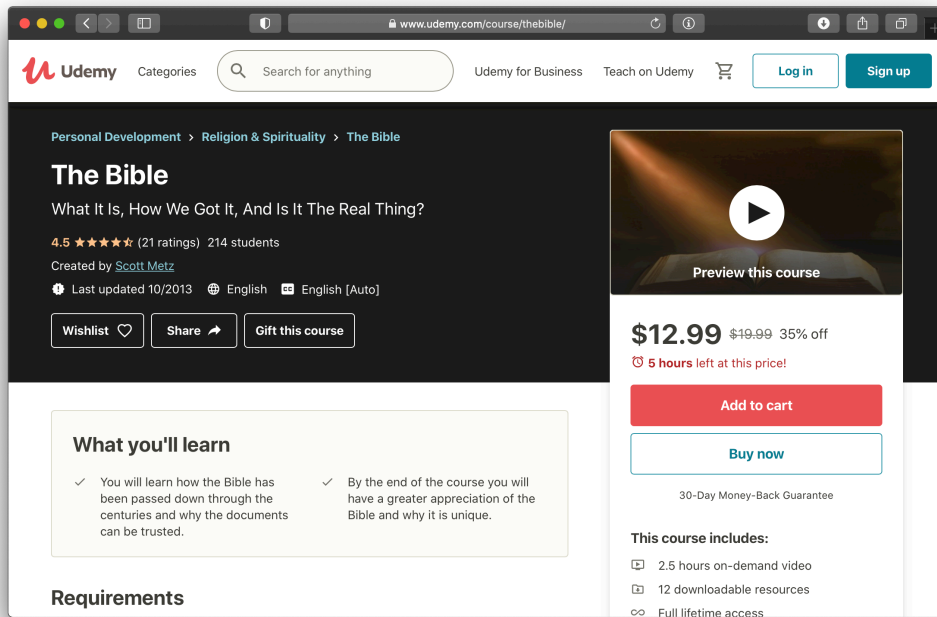 www.udemy.com/course/thebible/
Udemy
Categories
Search for anything
Udemy for Business
Teach on Udemy
Log in
Sign up
Personal Development > Religion & Spirituality > The Bible
The Bible
What It Is, How We Got It, And Is It The Real Thing?
4.5 (21 ratings) 214 students
Created by Scott Metz
Last updated 10/2013 English CC English [Auto]
Wishlist
Share
Gift this course
Preview this course
$12.99 $19.99 35% off
5 hours left at this price!
Add to cart
Buy now
30-Day Money-Back Guarantee
This course includes:
2.5 hours on-demand video
12 downloadable resources
Full lifetime access
What you'll learn
You will learn how the Bible has
been passed down through the
centuries and why the documents
can be trusted.
By the end of the course you will
have a greater appreciation of the
Bible and why it is unique.
Requirements